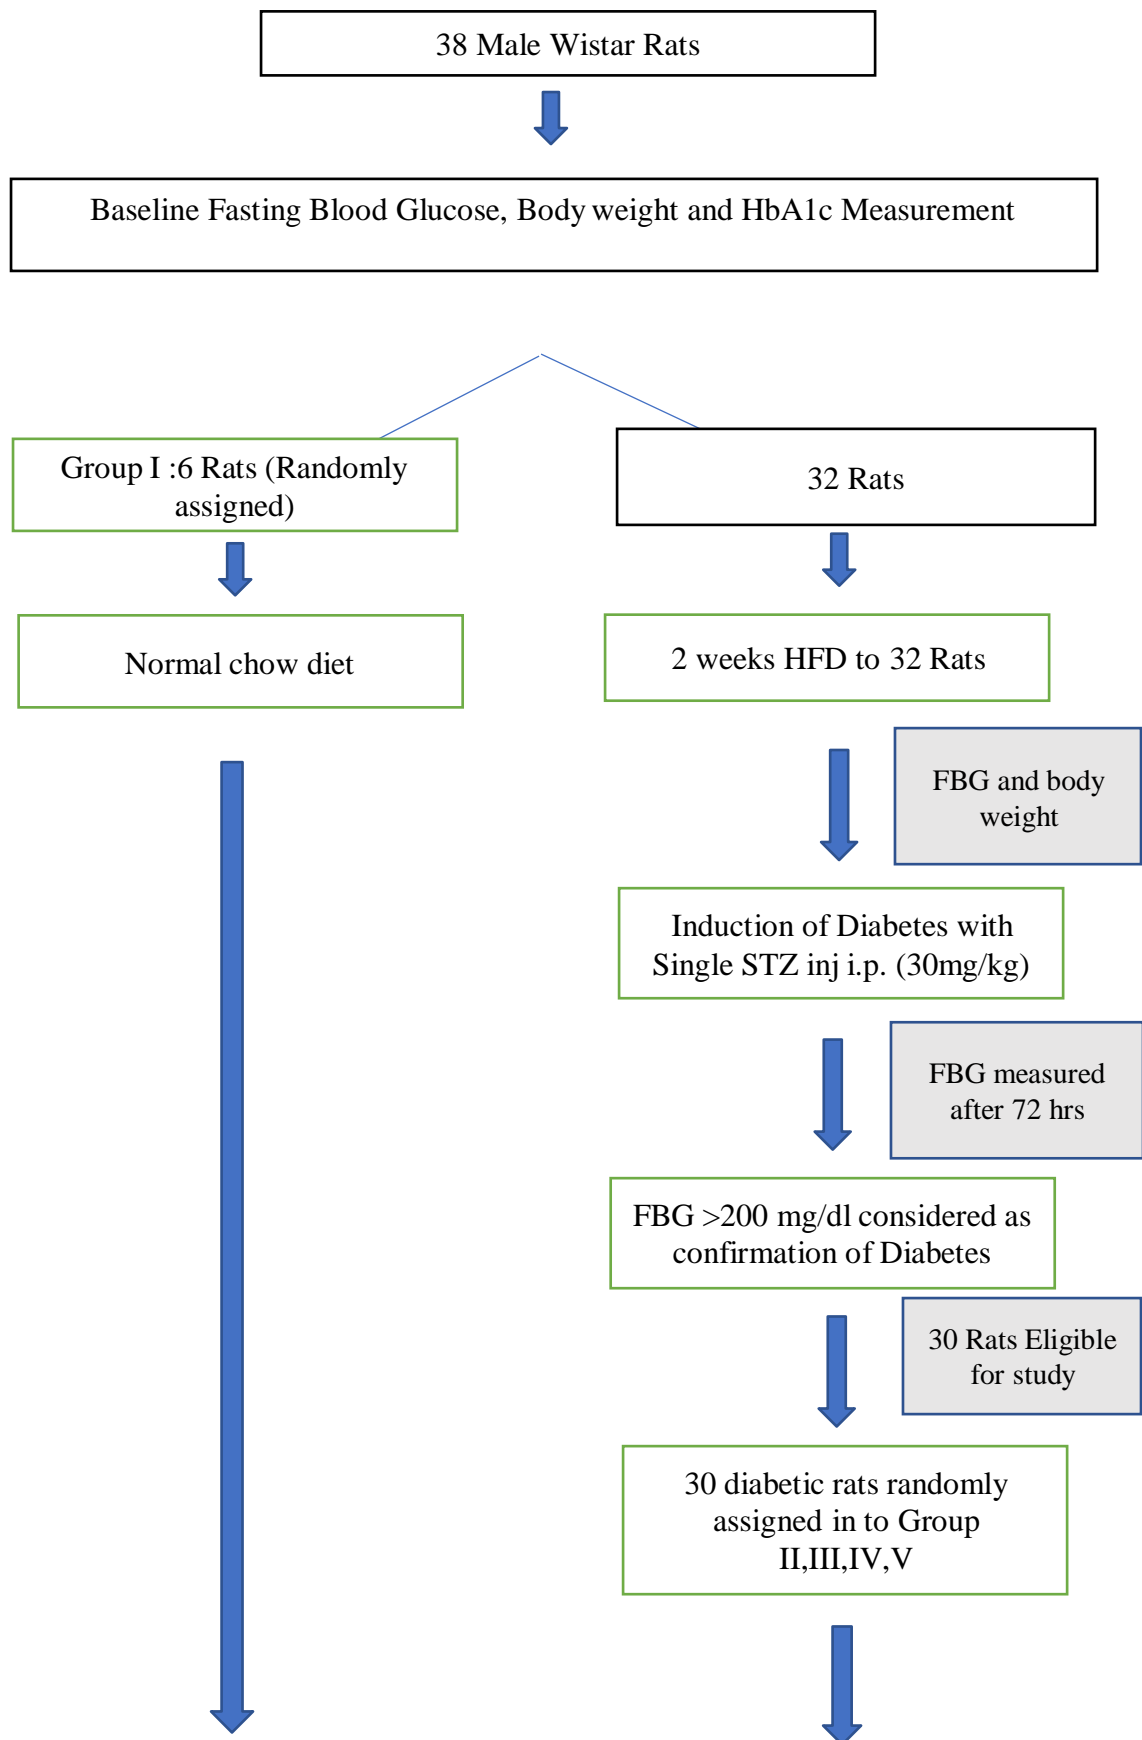 38 Male Wistar Rats
Baseline Fasting Blood Glucose, Body weight and HbA1c Measurement
Group I :6 Rats (Randomly
assigned)
32 Rats
Normal chow diet
2 weeks HFD to 32 Rats
FBG and body
weight
Induction of Diabetes with
Single STZ inj i.p. (30mg/kg)
FBG measured
after 72 hrs
FBG >200 mg/dl considered as
confirmation of Diabetes
30 Rats Eligible
for study
30 diabetic rats randomly
assigned in to Group
II,III,IV,V